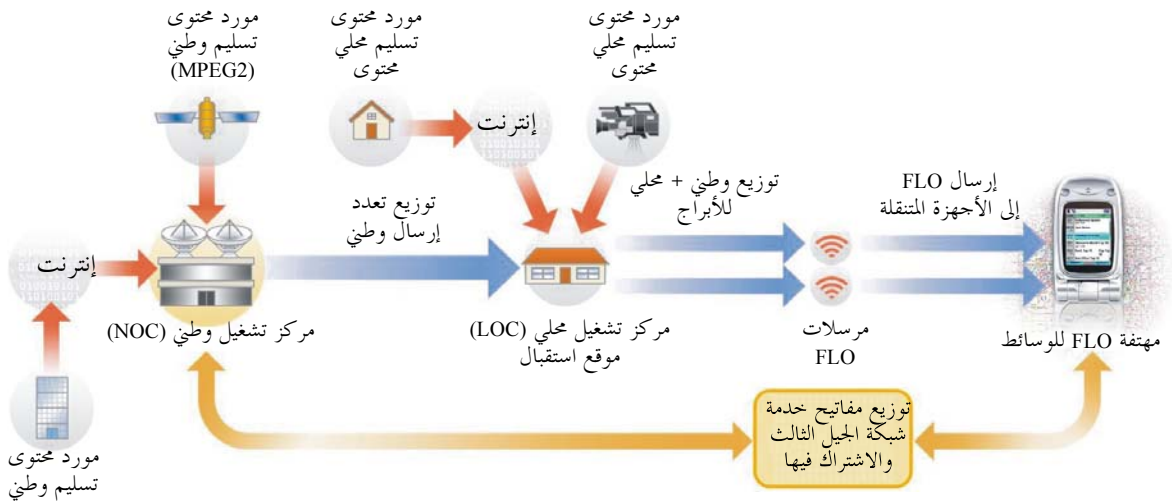 مورد محتوى
تسليم وطني
(MPEG2)
مورد محتوى
تسليم محلي
محتوى
مورد محتوى
تسليم محلي
محتوى
إنترنت
توزيع تعدد
إرسال وطني
توزيع وطني + محلي
للأبراج
إرسال FLO
إلى الأجهزة المتنقلة
إنترنت
مركز تشغيل وطني (NOC)
مركز تشغيل محلي (LOC)
موقع استقبال
مرسلات
FLO
مهتفة FLO للوسائط
توزيع مفاتيح خدمة
شبكة الجيل الثالث
والاشتراك فيها
مورد محتوى
تسليم وطني